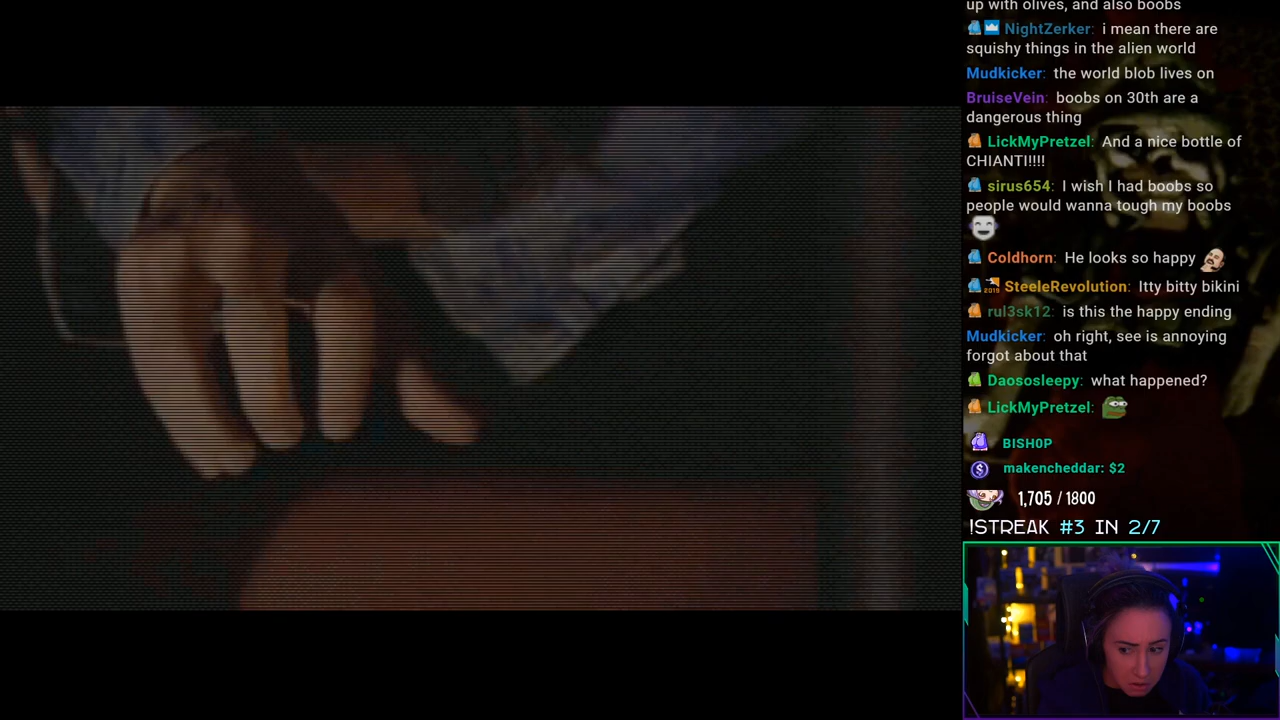 up with olives, and also boobs
NightZerker: i mean there are
squishy things in the alien world
Mudkicker: the world blob lives on
BruiseVein: boobs on 30th are a
dangerous thing
LickMyPretzel: And a nice bottle of
CHIANTI!!!!
sirus654: I wish I had boobs so
people would wanna tough my boobs
Coldhorn: He looks so happy
2019 SteeleRevolution: Itty bitty bikini
rul3sk12: is this the happy ending
Mudkicker: oh right, see is annoying
forgot about that
Daososleepy: what happened?
LickMyPretzel:
BISH0P
$ makencheddar: $2
1,705 / 1800
!STREAK #3 IN 2/7